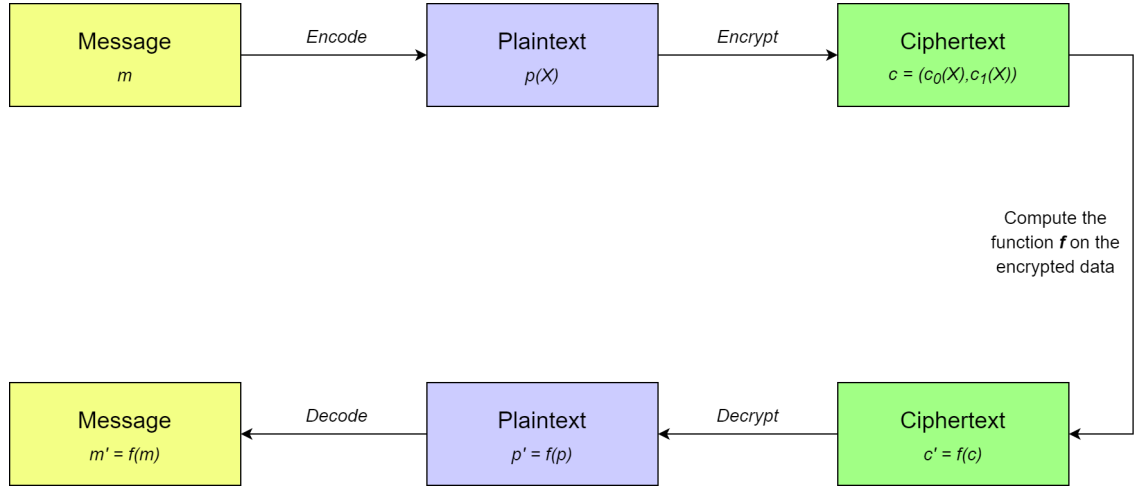 Message
m
Encode
Plaintext
p(X)
Encrypt
Ciphertext
c = (c₀(X),c₁(X))
Compute the
function f on the
encrypted data
Message
m' = f(m)
Decode
Plaintext
p' = f(p)
Decrypt
Ciphertext
c' = f(c)